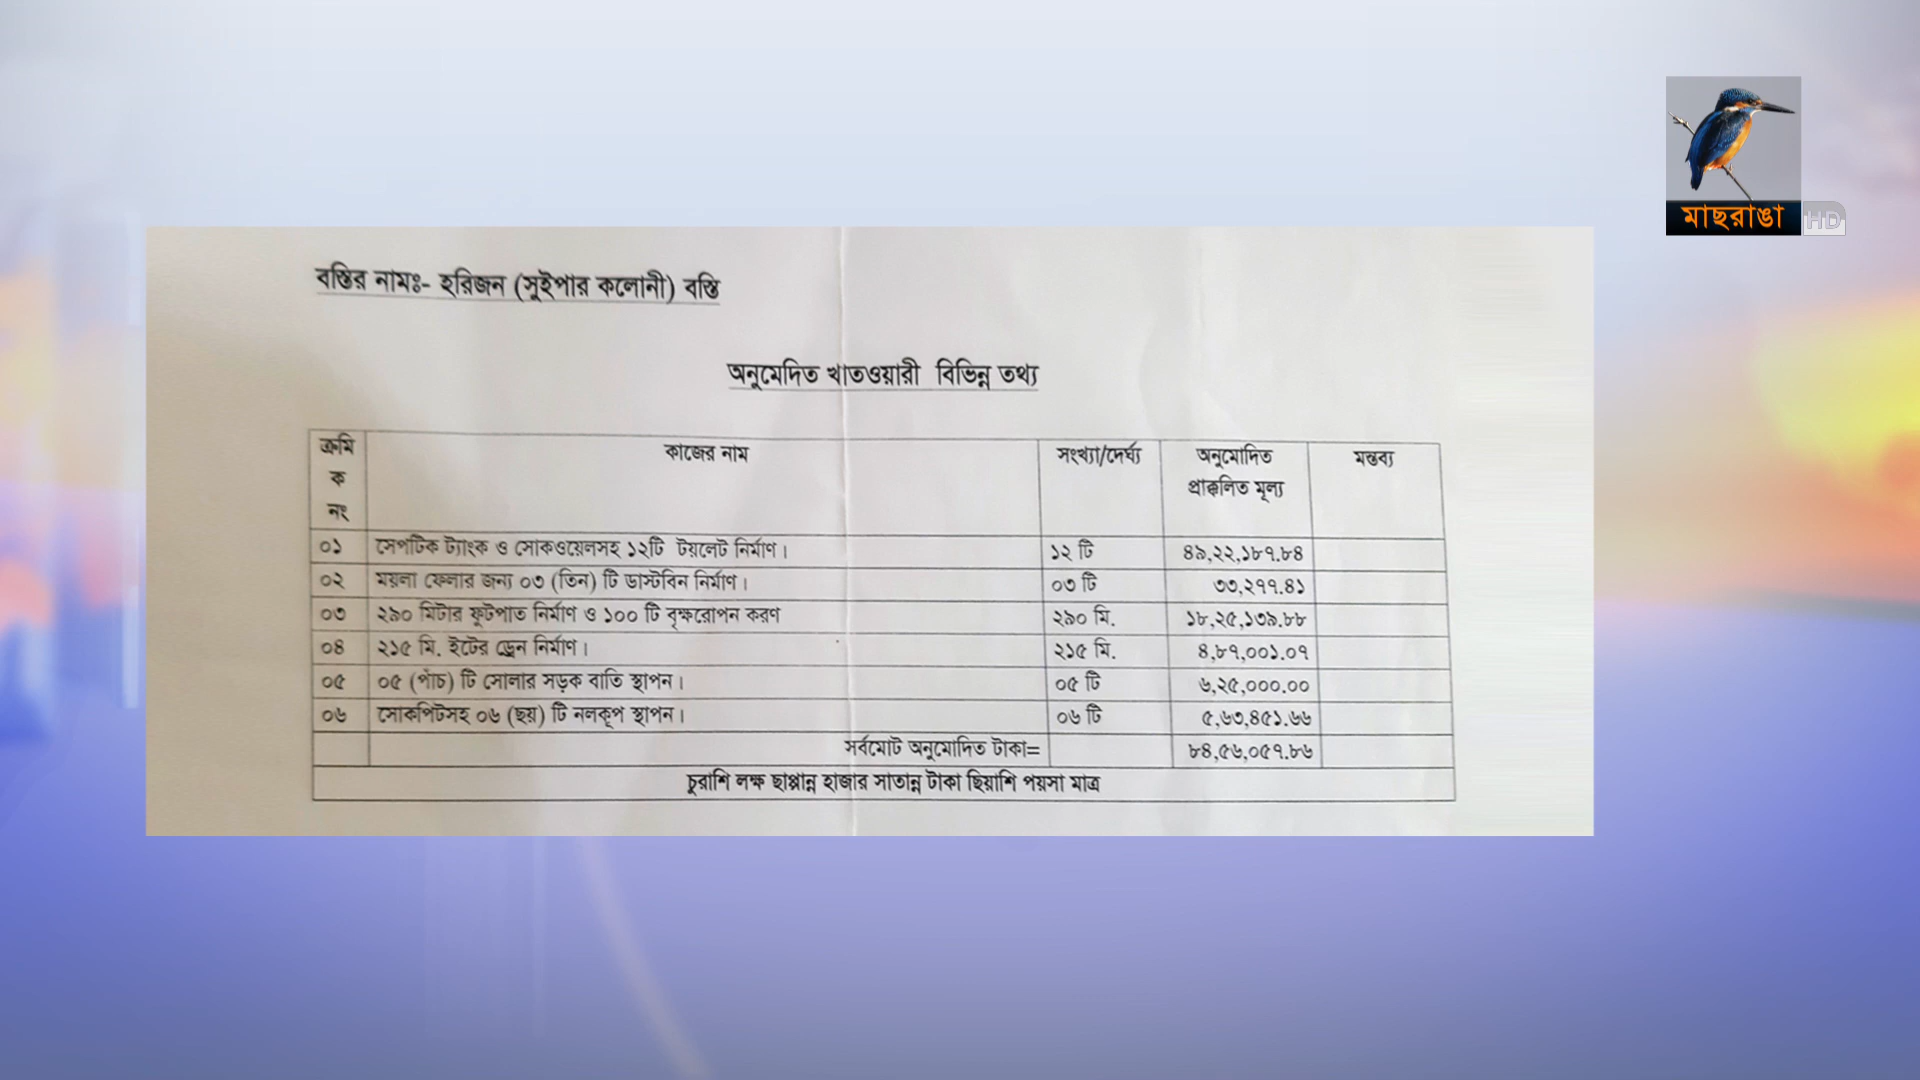 মাছরাঙা HD
বস্তির নামঃ- হরিজন (সুইপার কলোনী) বস্তি
অনুমেদিত খাতওয়ারী বিভিন্ন তথ্য
ক্রমিক নং কাজের নাম সংখ্যা/দের্ঘ্য অনুমোদিত প্রাক্কলিত মূল্য মন্তব্য
০১ সেপটিক ট্যাংক ও সোকওয়েলসহ ১২টি টয়লেট নির্মাণ। ১২ টি ৪৯,২২,১৮৭.৮৪
০২ ময়লা ফেলার জন্য ০৩ (তিন) টি ডাস্টবিন নির্মাণ। ০৩ টি ৩৩,২৭৭.৪১
০৩ ২৯০ মিটার ফুটপাত নির্মাণ ও ১০০ টি বৃক্ষরোপন করণ ২৯০ মি. ১৮,২৫,১৩৯.৮৮
০৪ ২১৫ মি. ইটের ড্রেন নির্মাণ। ২১৫ মি. ৪,৮৭,০০১.০৭
০৫ ০৫ (পাঁচ) টি সোলার সড়ক বাতি স্থাপন। ০৫ টি ৬,২৫,০০০.০০
০৬ সোকপিটসহ ০৬ (ছয়) টি নলকূপ স্থাপন। ০৬ টি ৫,৬৩,৪৫১.৬৬
সর্বমোট অনুমোদিত টাকা= ৮৪,৫৬,০৫৭.৮৬
চুরাশি লক্ষ ছাপ্পান্ন হাজার সাতান্ন টাকা ছিয়াশি পয়সা মাত্র